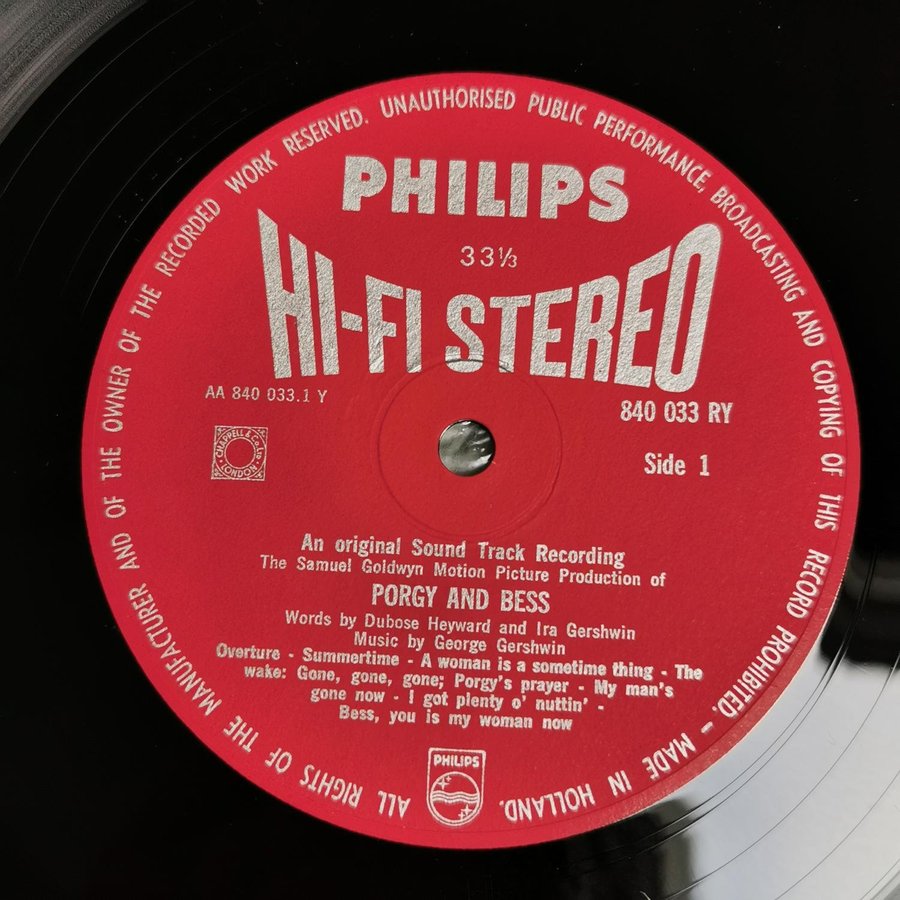 ALL RIGHTS OF THE MANUFACTURER AND OF THE OWNER OF THE RECORDED WORK RESERVED. UNAUTHORISED PUBLIC PERFORMANCE, BROADCASTING AND COPYING OF THIS RECORD PROHIBITED. – MADE IN HOLLAND.
PHILIPS
33⅓
HI-FI STEREO
AA 840 033.1 Y
840 033 RY
CHAPPELL & Co. Ltd.
LONDON
Side 1
An original Sound Track Recording
The Samuel Goldwyn Motion Picture Production of
PORGY AND BESS
Words by Dubose Heyward and Ira Gershwin
Music by George Gershwin
Overture - Summertime - A woman is a sometime thing - The
wake: Gone, gone, gone; Porgy's prayer - My man's
gone now - I got plenty o' nuttin' -
Bess, you is my woman now
PHILIPS